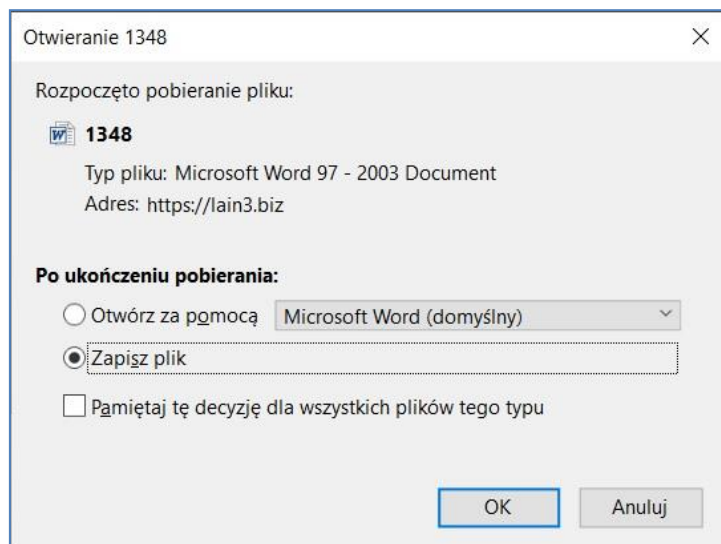 Otwieranie 1348
Rozpoczęto pobieranie pliku:
1348
Typ pliku: Microsoft Word 97 - 2003 Document
Adres: https://lain3.biz
Po ukończeniu pobierania:
Otwórz za pomocą Microsoft Word (domyślny)
Zapisz plik
Pamiętaj tę decyzję dla wszystkich plików tego typu
OK Anuluj